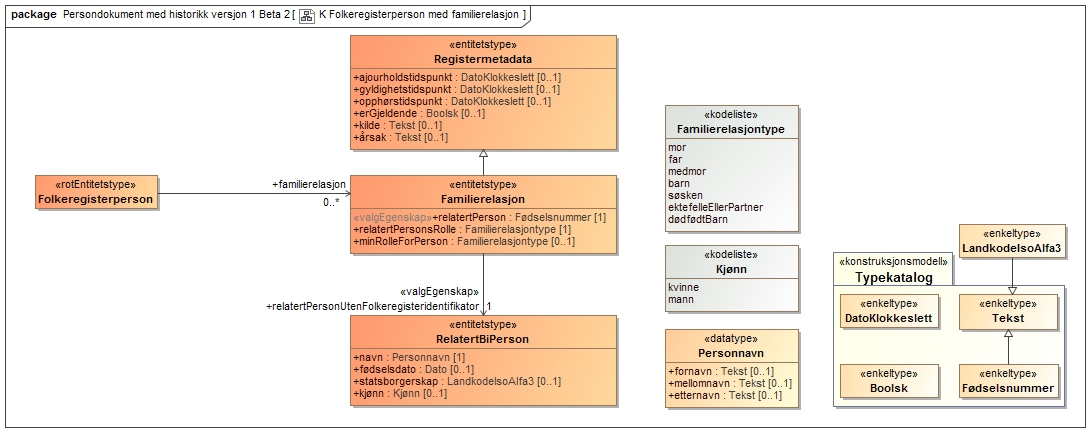 package Persondokument med historikk versjon 1 Beta 2 [ K Folkeregisterperson med familierelasjon ]
«entitetstype»
Registermetadata
+ajourholdstidspunkt : DatoKlokkeslett [0..1]
+gyldighetstidspunkt : DatoKlokkeslett [0..1]
+opphørstidspunkt : DatoKlokkeslett [0..1]
+erGjeldende : Boolsk [0..1]
+kilde : Tekst [0..1]
+årsak : Tekst [0..1]
«rotEntitetstype»
Folkeregisterperson
+familierelasjon
0..*
«entitetstype»
Familierelasjon
«valgEgenskap»+relatertPerson : Fødselsnummer [1]
+relatertPersonsRolle : Familierelasjontype [1]
+minRolleForPerson : Familierelasjontype [0..1]
«valgEgenskap»
+relatertPersonUtenFolkeregisteridentifikator 1
«entitetstype»
RelatertBiPerson
+navn : Personnavn [1]
+fødselsdato : Dato [0..1]
+statsborgerskap : LandkodeIsoAlfa3 [0..1]
+kjønn : Kjønn [0..1]
«kodeliste»
Familierelasjontype
mor
far
medmor
barn
søsken
ektefelleEllerPartner
dødfødtBarn
«kodeliste»
Kjønn
kvinne
mann
«datatype»
Personnavn
+fornavn : Tekst [1]
+mellomnavn : Tekst [0..1]
+etternavn : Tekst [0..1]
«enkeltype»
LandkodeIsoAlfa3
«konstruksjonsmodell»
Typekatalog
«enkeltype»
DatoKlokkeslett
«enkeltype»
Tekst
«enkeltype»
Boolsk
«enkeltype»
Fødselsnummer